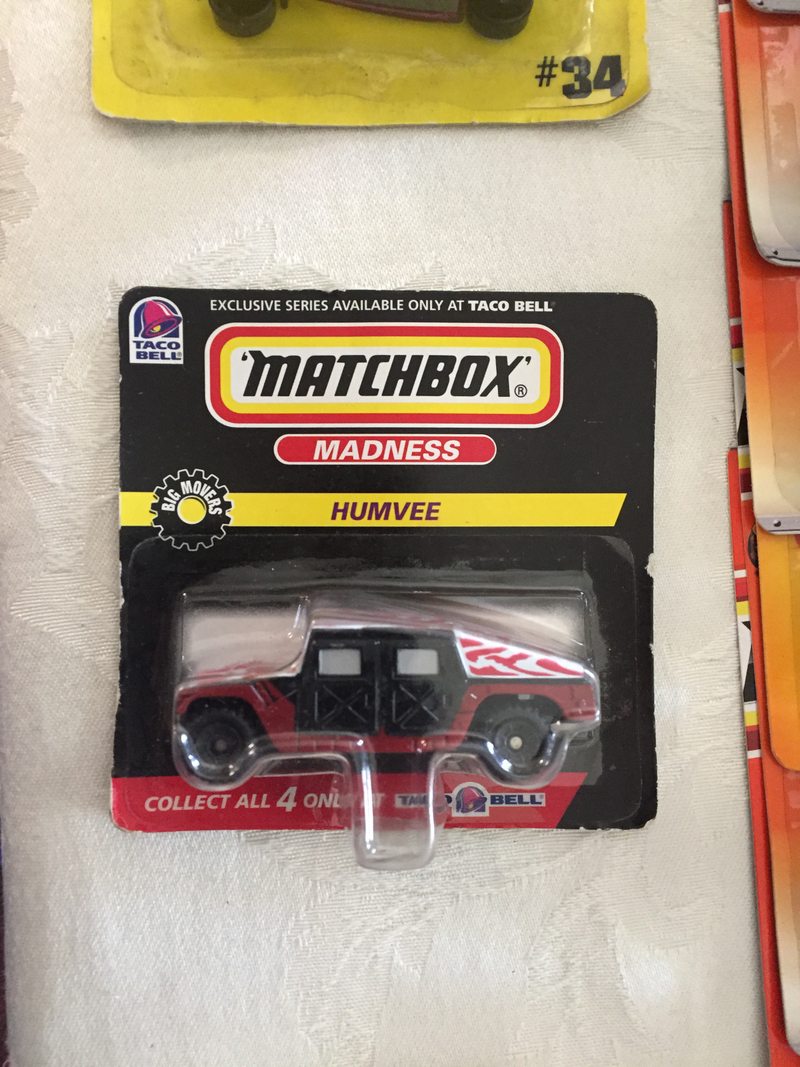 #34
EXCLUSIVE SERIES AVAILABLE ONLY AT TACO BELL
TACO
BELL
'MATCHBOX'®
MADNESS
BIG MOVERS
HUMVEE
COLLECT ALL 4 ONLY AT TACO BELL